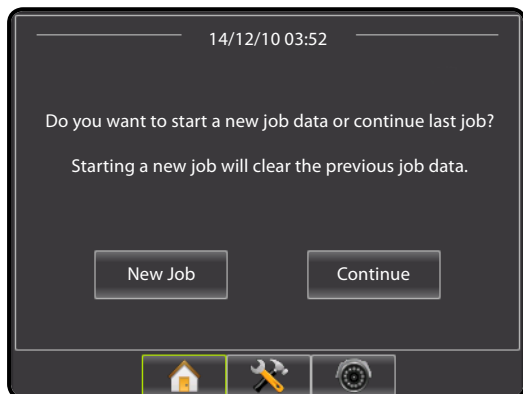 14/12/10 03:52
Do you want to start a new job data or continue last job?
Starting a new job will clear the previous job data.
New Job
Continue